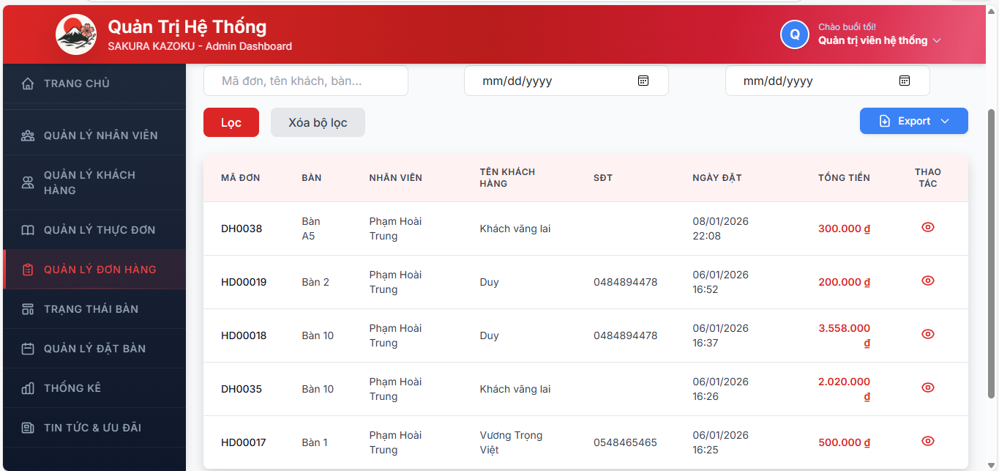 Quản Trị Hệ Thống
SAKURA KAZOKU - Admin Dashboard
Q
Chào buổi tối!
Quản trị viên hệ thống
TRANG CHỦ
QUẢN LÝ NHÂN VIÊN
QUẢN LÝ KHÁCH
HÀNG
QUẢN LÝ THỰC ĐƠN
QUẢN LÝ ĐƠN HÀNG
TRẠNG THÁI BÀN
QUẢN LÝ ĐẶT BÀN
THỐNG KÊ
TIN TỨC & ƯU ĐÃI
Mã đơn, tên khách, bàn...
mm/dd/yyyy
mm/dd/yyyy
Lọc
Xóa bộ lọc
Export
MÃ ĐƠN
BÀN
NHÂN VIÊN
TÊN KHÁCH
HÀNG
SĐT
NGÀY ĐẶT
TỔNG TIỀN
THAO
TÁC
DH0038
Bàn
A5
Phạm Hoài
Trung
Khách vãng lai
08/01/2026
22:08
300.000 ₫
HD00019
Bàn 2
Phạm Hoài
Trung
Duy
0484894478
06/01/2026
16:52
200.000 ₫
HD00018
Bàn 10
Phạm Hoài
Trung
Duy
0484894478
06/01/2026
16:37
3.558.000
₫
DH0035
Bàn 10
Phạm Hoài
Trung
Khách vãng lai
06/01/2026
16:26
2.020.000
₫
HD00017
Bàn 1
Phạm Hoài
Trung
Vương Trọng
Việt
0548465465
06/01/2026
16:25
500.000 ₫